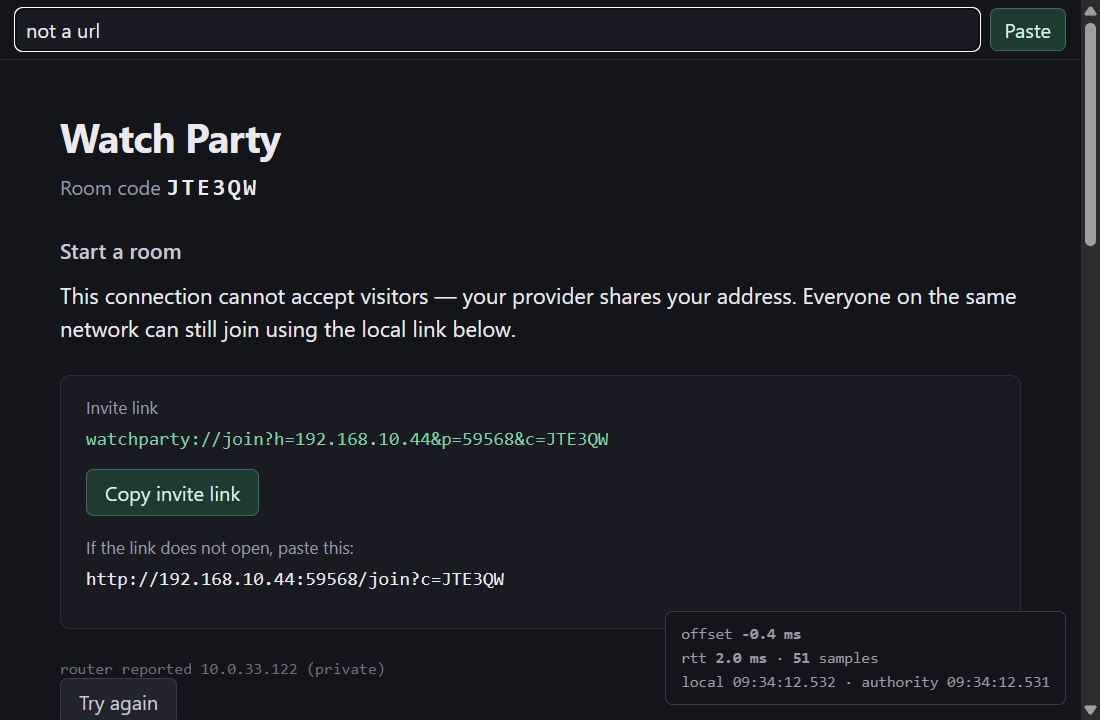 not a url
Paste
Watch Party
Room code JTE3QW
Start a room
This connection cannot accept visitors — your provider shares your address. Everyone on the same
network can still join using the local link below.
Invite link
watchparty://join?h=192.168.10.44&p=59568&c=JTE3QW
Copy invite link
If the link does not open, paste this:
http://192.168.10.44:59568/join?c=JTE3QW
router reported 10.0.33.122 (private)
Try again
offset -0.4 ms
rtt 2.0 ms · 51 samples
local 09:34:12.532 · authority 09:34:12.531